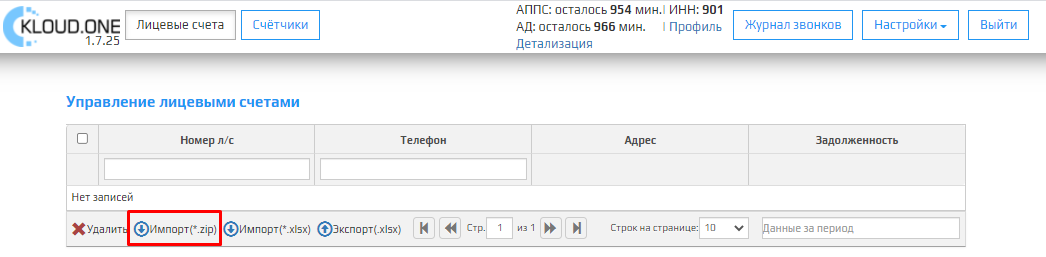 KLOUD.ONE
1.7.25
Лицевые счета
Счётчики
АППС: осталось 954 мин.
АД: осталось 966 мин.
Детализация
ИНН: 901
Профиль
Журнал звонков
Настройки
Выйти
Управление лицевыми счетами
Номер л/с Телефон Адрес Задолженность
Нет записей
Удалить Импорт(*.zip) Импорт(*.xlsx) Экспорт(.xlsx) Стр. 1 из 1 Строк на странице: 10 Данные за период